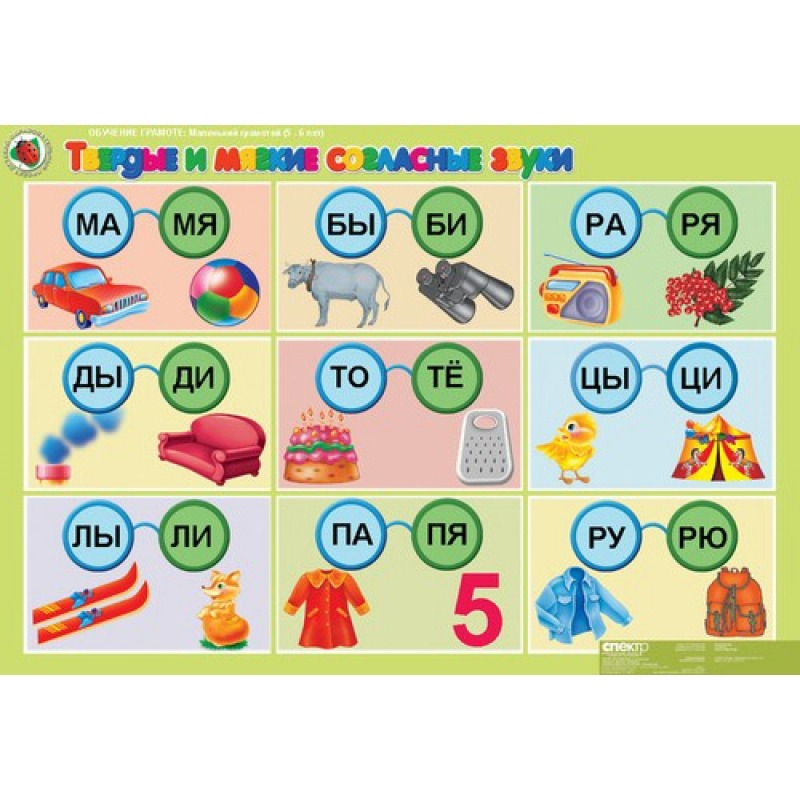 ОБУЧЕНИЕ ГРАМОТЕ: Маленький грамотей (5 - 6 лет)
Твердые и мягкие согласные звуки
МА МЯ БЫ БИ РА РЯ
ДЫ ДИ ТО ТЁ ЦЫ ЦИ
ЛЫ ЛИ ПА ПЯ РУ РЮ
5
спектр